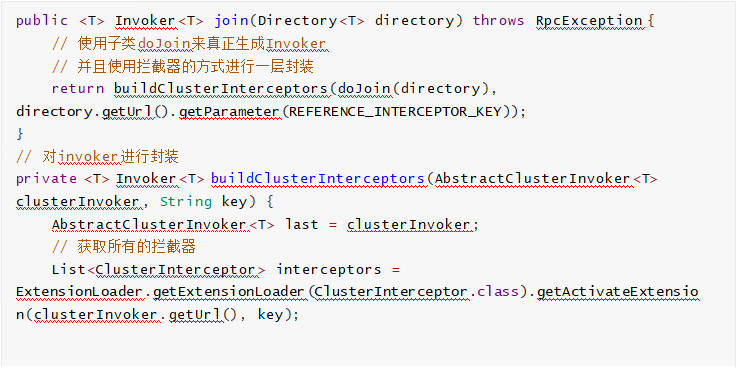 public <T> Invoker<T> join(Directory<T> directory) throws RpcException{
// 使用子类doJoin来真正生成Invoker
// 并且使用拦截器的方式进行一层封装
return buildClusterInterceptors(doJoin(directory),
directory.getUrl().getParameter(REFERENCE_INTERCEPTOR_KEY));
}
// 对invoker进行封装
private <T> Invoker<T> buildClusterInterceptors(AbstractClusterInvoker<T>
clusterInvoker, String key) {
AbstractClusterInvoker<T> last = clusterInvoker;
// 获取所有的拦截器
List<ClusterInterceptor> interceptors =
ExtensionLoader.getExtensionLoader(ClusterInterceptor.class).getActivateExtensio
n(clusterInvoker.getUrl(), key);